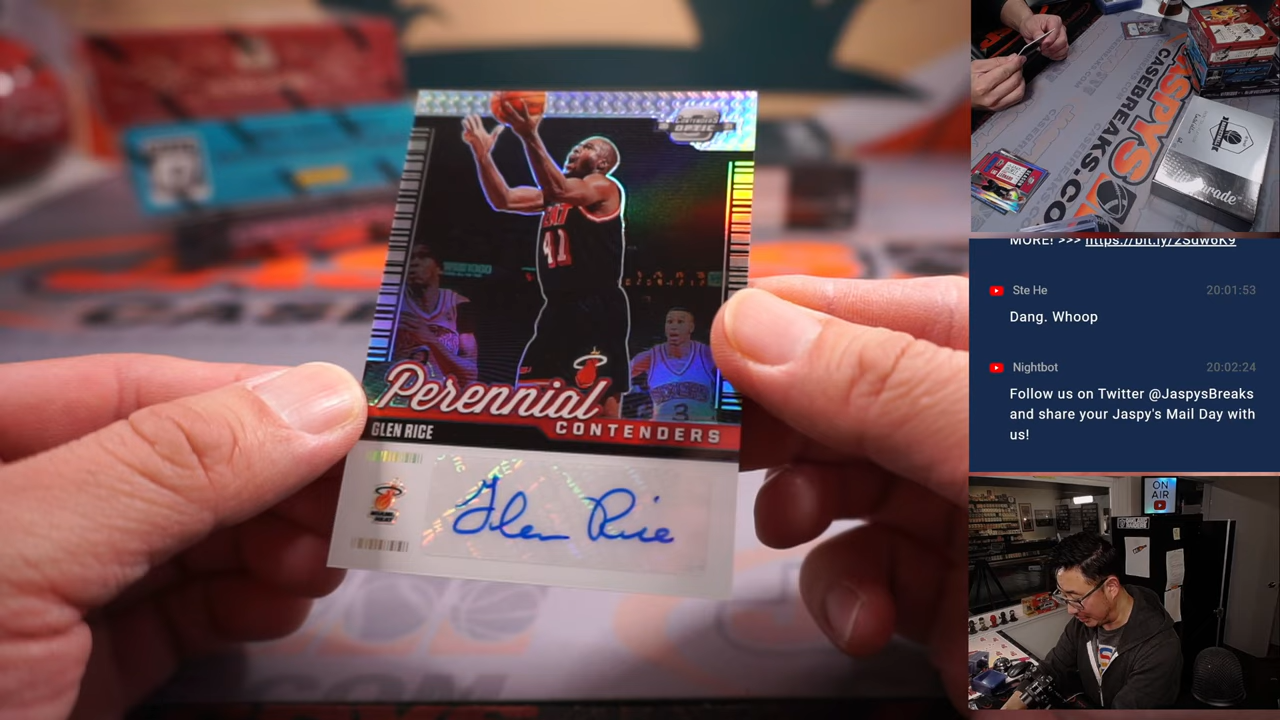 CONTENDERS
OPTIC
41
Perennial
CONTENDERS
GLEN RICE
Glen Rice
3
JASPYS
CASEBREAKS.CO
MORE! >>> https://bit.ly/2Sdw6K9
Ste He
20:01:53
Dang. Whoop
Nightbot
20:02:24
Follow us on Twitter @JaspysBreaks
and share your Jaspy's Mail Day with
us!
ON
AIR